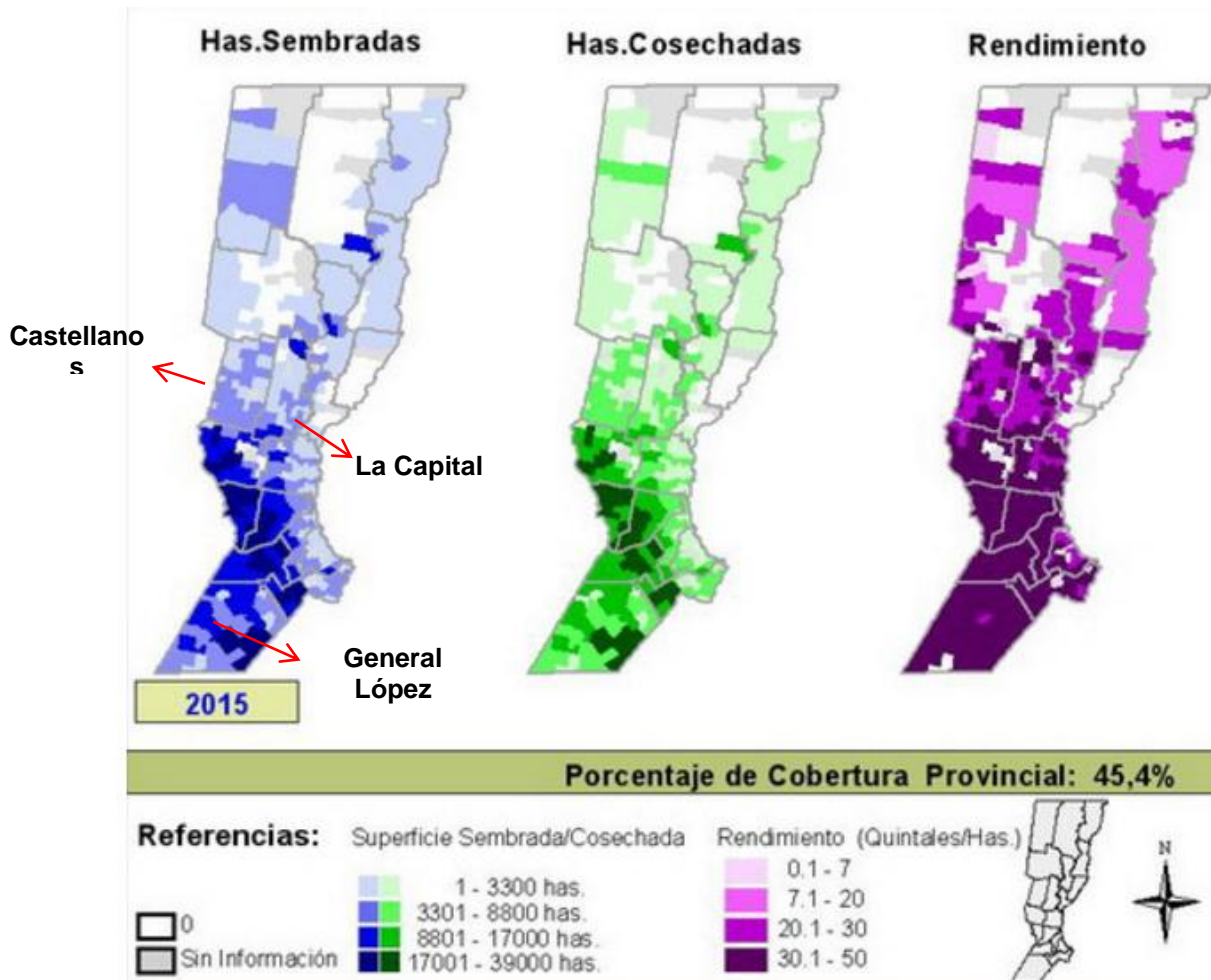 Has.Sembradas
Has.Cosechadas
Rendimiento
Castellano
s
La Capital
General
López
2015
Porcentaje de Cobertura Provincial: 45,4%
Referencias:
Superficie Sembrada/Cosechada
Rendimiento (Quintales/Has.)
0
Sin Información
1 - 3300 has.
3301 - 8800 has.
8801 - 17000 has.
17001 - 39000 has.
0.1 - 7
7.1 - 20
20.1 - 30
30.1 - 50
N